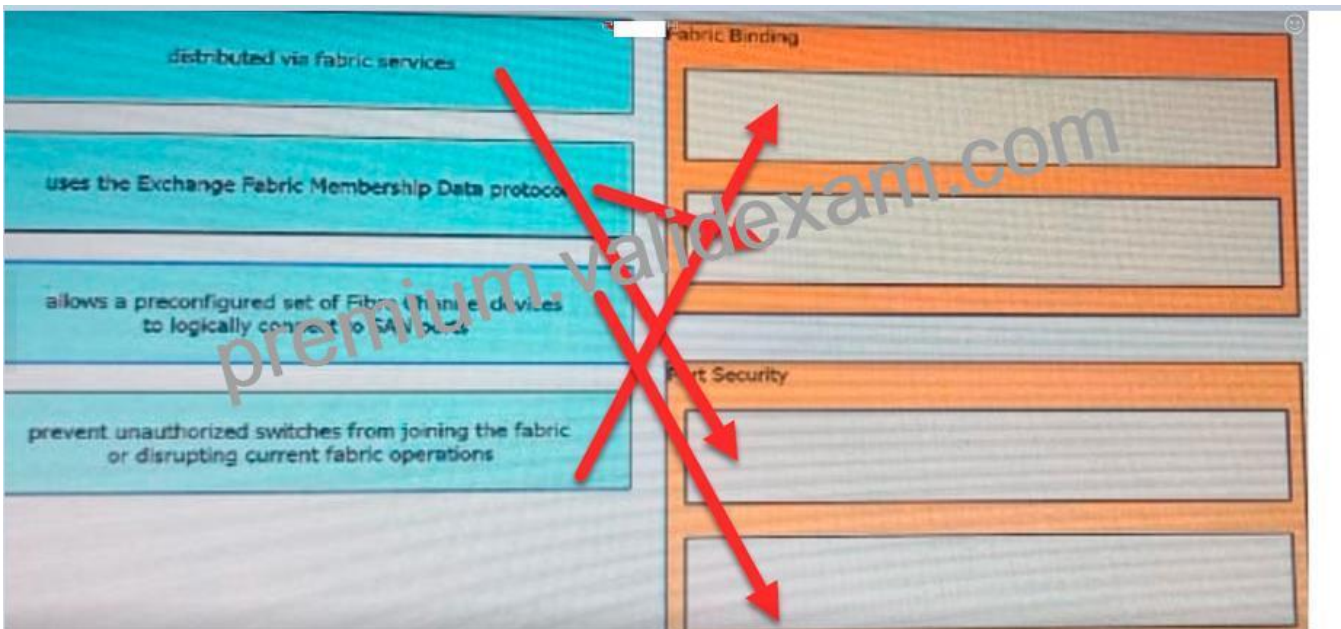 distributed via fabric services
uses the Exchange Fabric Membership Data protocol
allows a preconfigured set of Fibre Channel devices
to logically connect to SAN ports
prevent unauthorized switches from joining the fabric
or disrupting current fabric operations
Fabric Binding
Port Security
premium.validexam.com